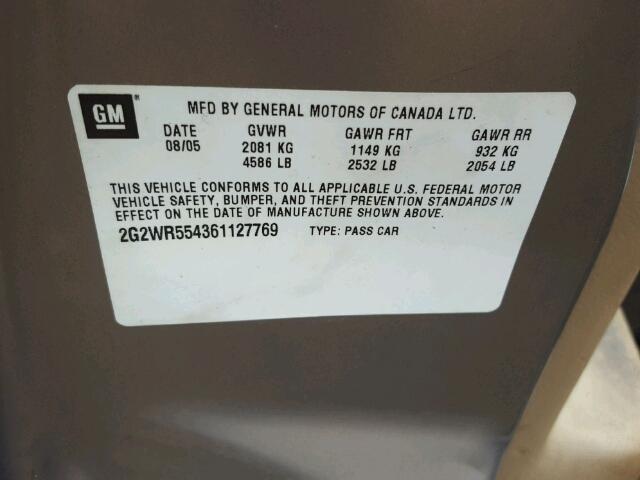 GM
MFD BY GENERAL MOTORS OF CANADA LTD.
DATE GVWR GAWR FRT GAWR RR
08/05 2081 KG 1149 KG 932 KG
4586 LB 2532 LB 2054 LB
THIS VEHICLE CONFORMS TO ALL APPLICABLE U.S. FEDERAL MOTOR
VEHICLE SAFETY, BUMPER, AND THEFT PREVENTION STANDARDS IN
EFFECT ON THE DATE OF MANUFACTURE SHOWN ABOVE.
2G2WR554361127769 TYPE: PASS CAR